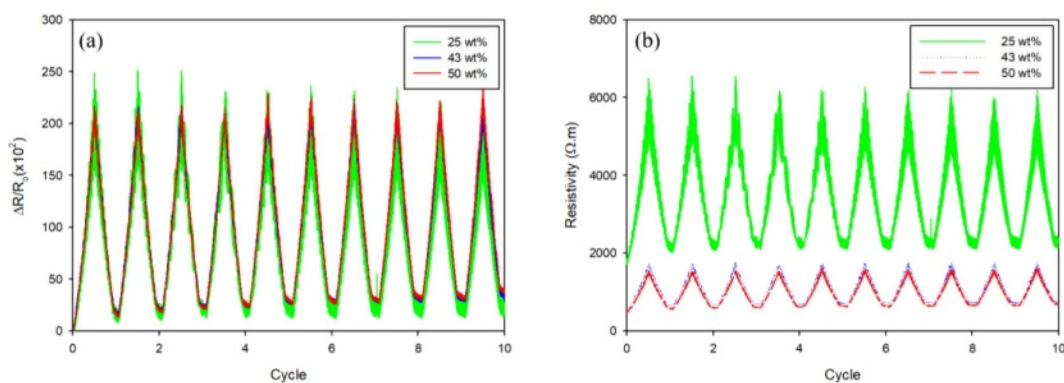 (a)
25 wt%
43 wt%
50 wt%
300
250
200
150
100
50
0
ΔR/R₀(x10²)
0 2 4 6 8 10
Cycle
(b)
25 wt%
43 wt%
50 wt%
8000
6000
4000
2000
0
Resistivity (Ω.m)
0 2 4 6 8 10
Cycle